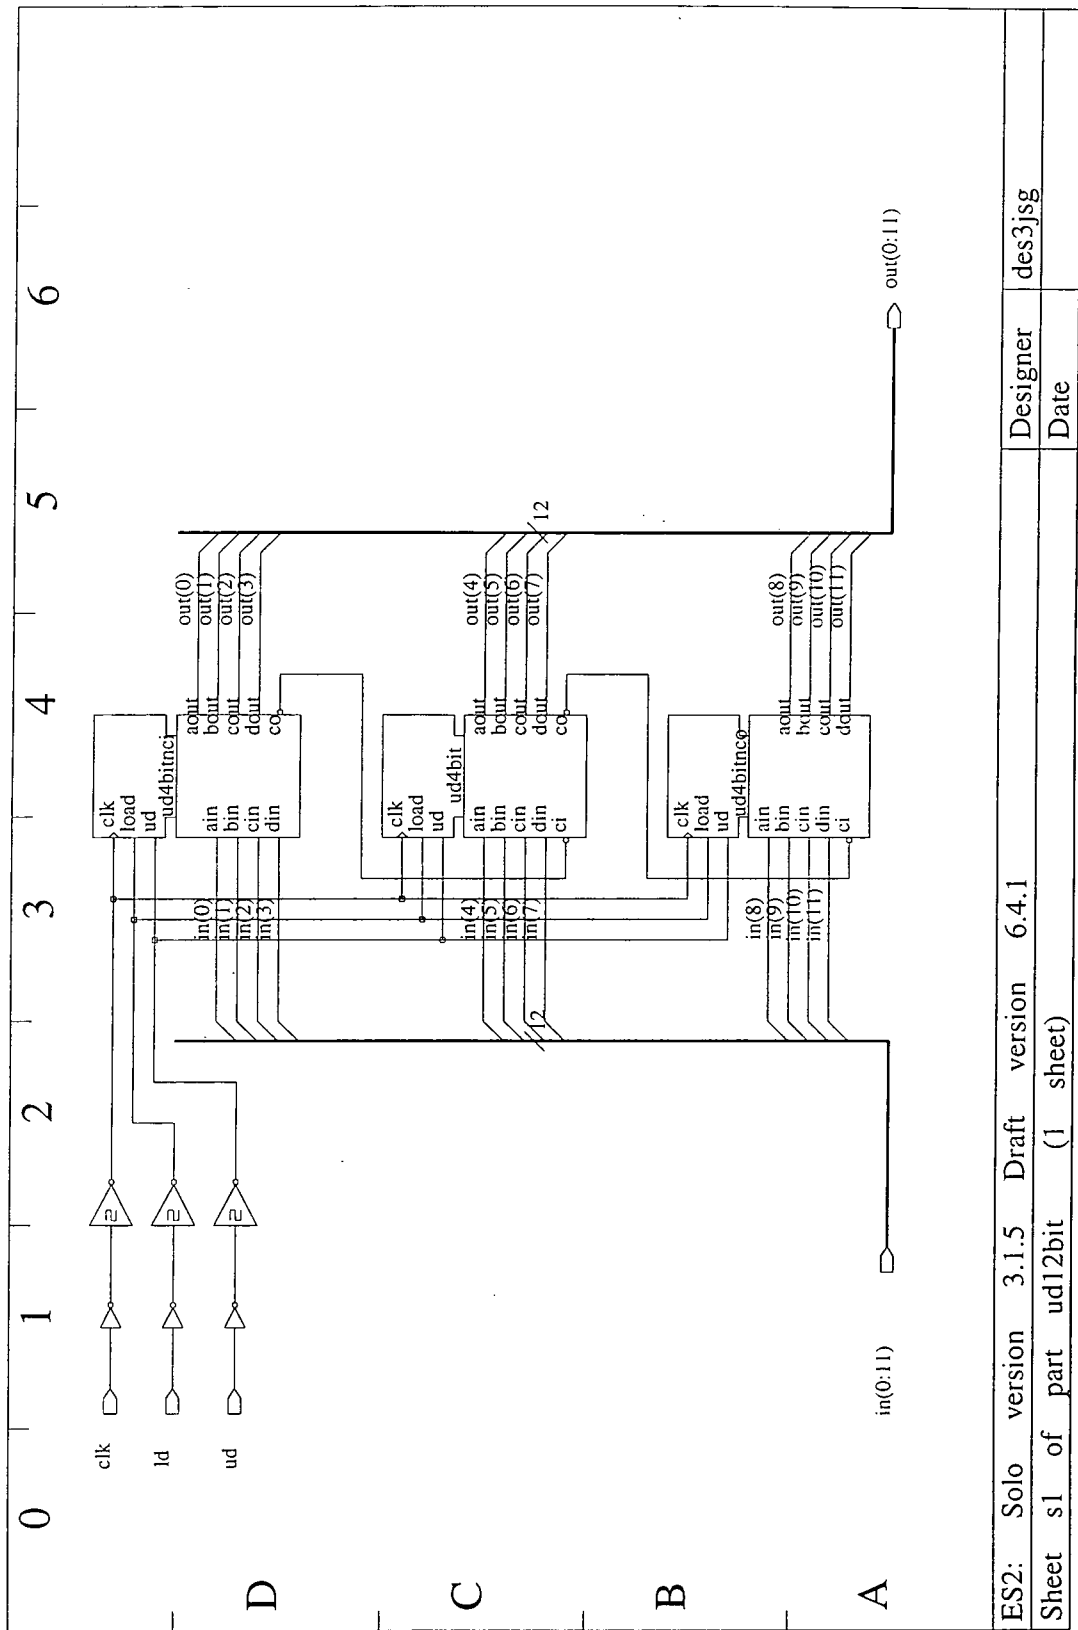 0 1 2 3 4 5 6
D
C
B
A
clk
ld
ud
in(0:11)
in(0)
in(1)
in(2)
in(3)
clk
load
ud
ud4bitnci
ain
bin
cin
din
aout
bout
cout
dout
co
out(0)
out(1)
out(2)
out(3)
in(4)
in(5)
in(6)
in(7)
12
clk
load
ud
ud4bit
ain
bin
cin
din
ci
aout
bout
cout
dout
co
out(4)
out(5)
out(6)
out(7)
12
in(8)
in(9)
in(10)
in(11)
clk
load
ud
ud4bitnco
ain
bin
cin
din
ci
aout
bout
cout
dout
out(8)
out(9)
out(10)
out(11)
out(0:11)
2
2
2
ES2: Solo version 3.1.5 Draft version 6.4.1 Designer des3jsg
Sheet s1 of part ud12bit (1 sheet) Date